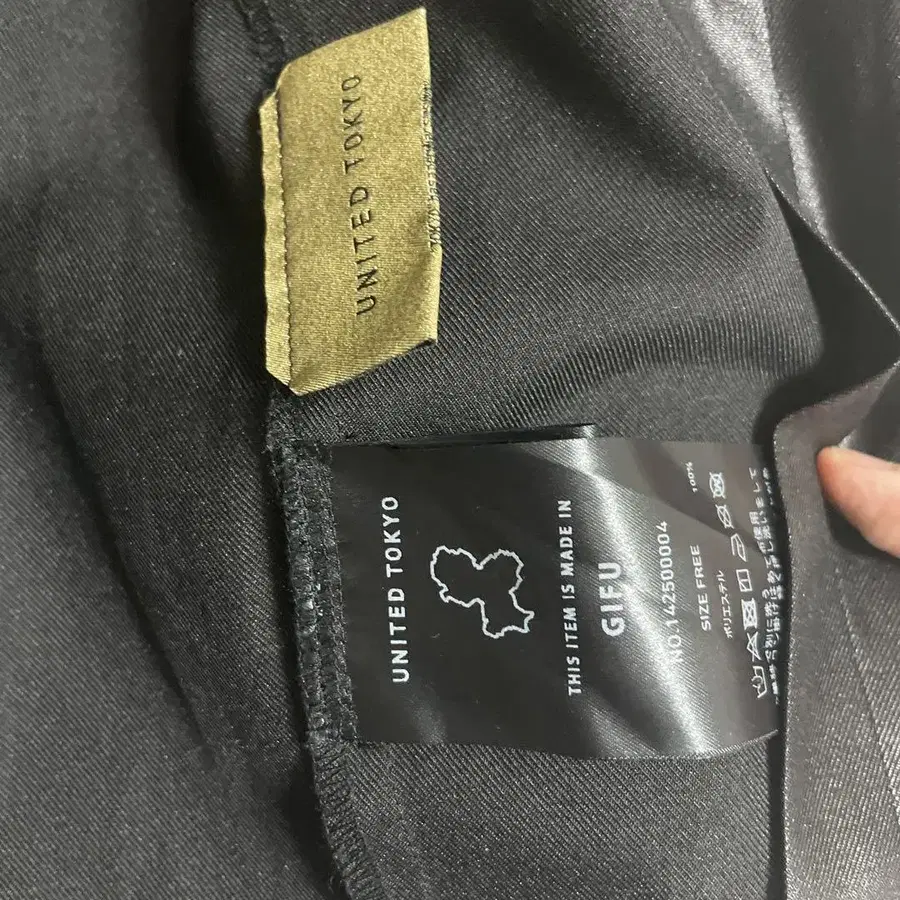 UNITED TOKYO
UNITED TOKYO
THIS ITEM IS MADE IN
GIFU
NO.142500004
SIZE FREE
ポリエステル 100%